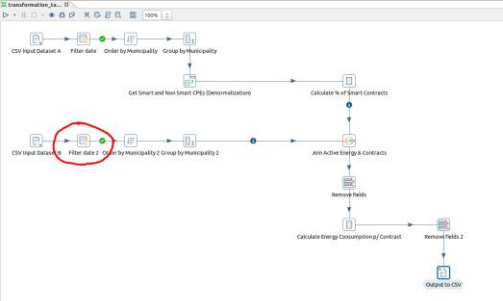 transformation_te...
100%
CSV Input Dataset A
Filter date
Order by Municipality
Group by Municipality
Get Smart and Non Smart CPEs (Denormalization)
Calculate % of Smart Contracts
CSV Input Dataset B
Filter date 2
Order by Municipality 2
Group by Municipality 2
Join Active Energy & Contracts
Remove fields
Calculate Energy Consumption p/ Contract
Remove fields 2
Output to CSV